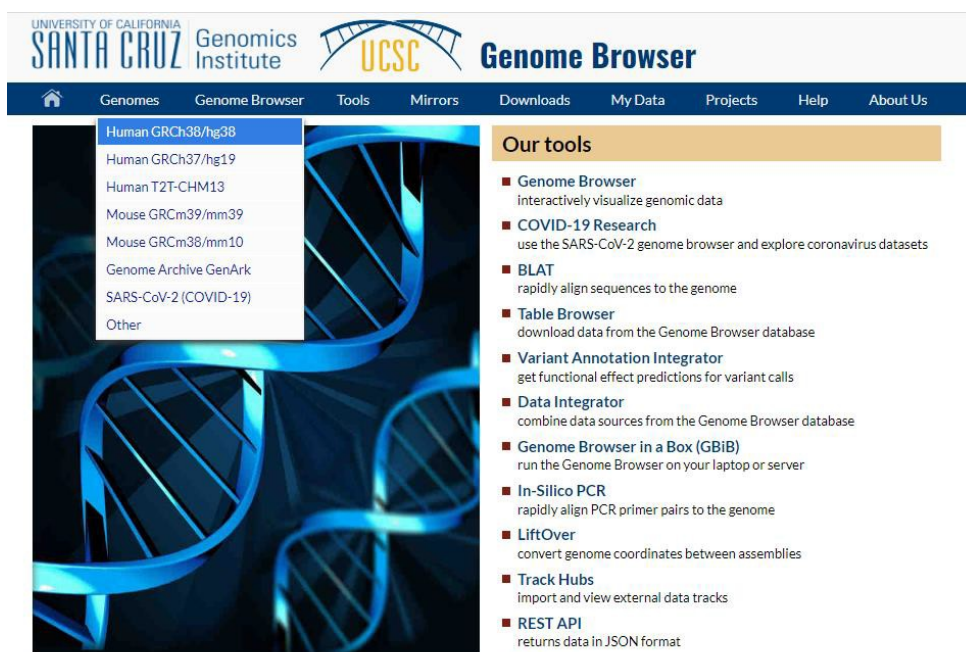 UNIVERSITY OF CALIFORNIA
SANTA CRUZ
Genomics
Institute
UCSC
Genome Browser
Genomes Genome Browser Tools Mirrors Downloads My Data Projects Help About Us
Human GRCh38/hg38
Human GRCh37/hg19
Human T2T-CHM13
Mouse GRCm39/mm39
Mouse GRCm38/mm10
Genome Archive GenArk
SARS-CoV-2 (COVID-19)
Other
Our tools
Genome Browser
interactively visualize genomic data
COVID-19 Research
use the SARS-CoV-2 genome browser and explore coronavirus datasets
BLAT
rapidly align sequences to the genome
Table Browser
download data from the Genome Browser database
Variant Annotation Integrator
get functional effect predictions for variant calls
Data Integrator
combine data sources from the Genome Browser database
Genome Browser in a Box (GBiB)
run the Genome Browser on your laptop or server
In-Silico PCR
rapidly align PCR primer pairs to the genome
LiftOver
convert genome coordinates between assemblies
Track Hubs
import and view external data tracks
REST API
returns data in JSON format